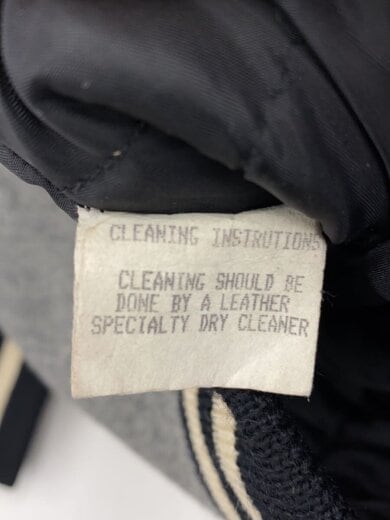 CLEANING INSTRUTIONS
CLEANING SHOULD BE
DONE BY A LEATHER
SPECIALTY DRY CLEANER